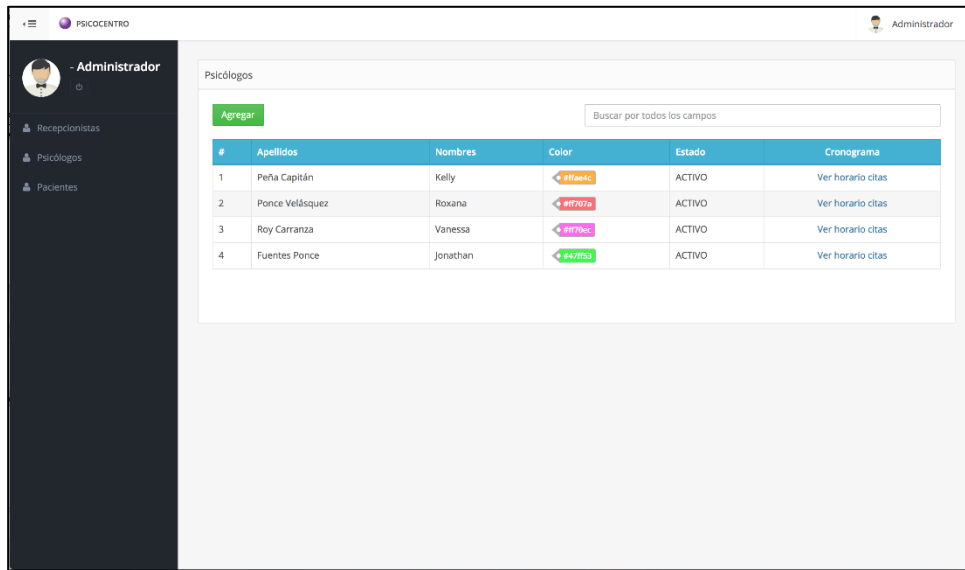 PSICOCENTRO
Administrador
- Administrador
Recepcionistas
Psicólogos
Pacientes
Psicólogos
Agregar
Buscar por todos los campos
# Apellidos Nombres Color Estado Cronograma
1 Peña Capitán Kelly #ffae4c ACTIVO Ver horario citas
2 Ponce Velásquez Roxana #ff707a ACTIVO Ver horario citas
3 Roy Carranza Vanessa #ff70ec ACTIVO Ver horario citas
4 Fuentes Ponce Jonathan #47ff53 ACTIVO Ver horario citas